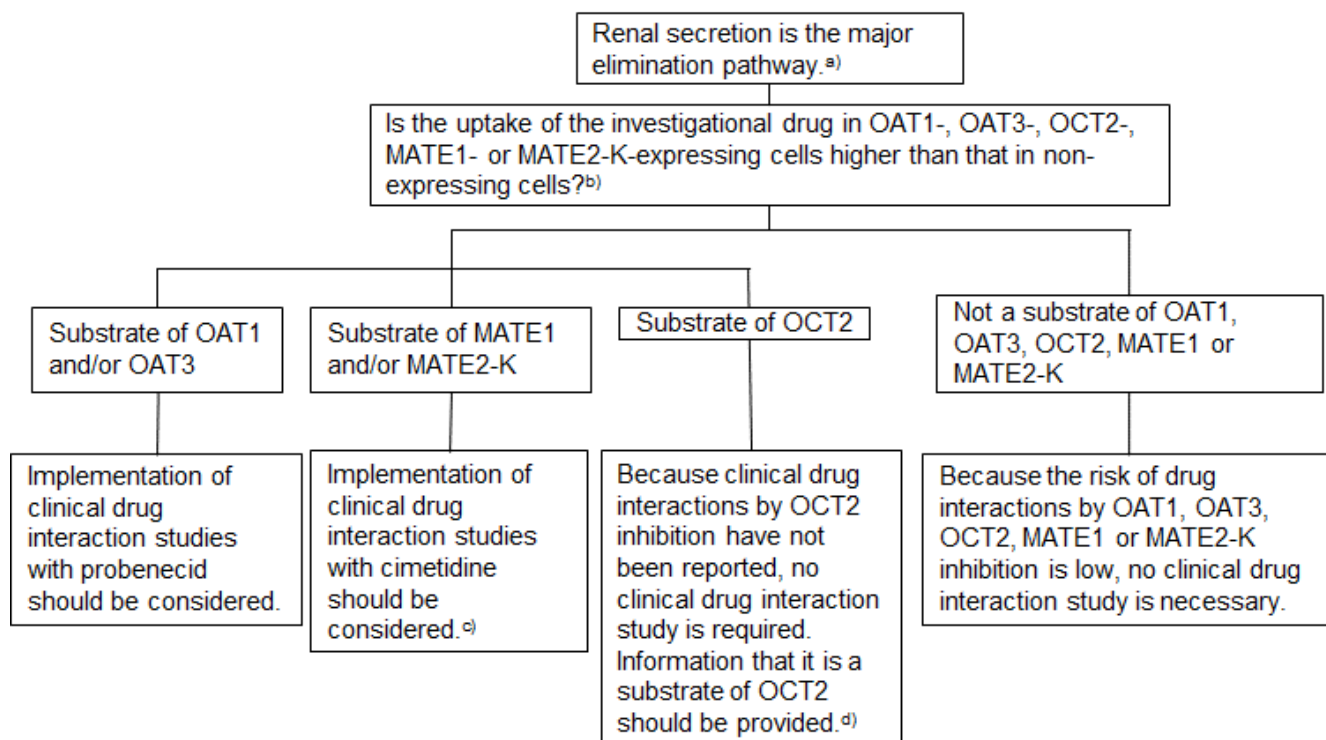 Renal secretion is the major
elimination pathway.a)
Is the uptake of the investigational drug in OAT1-, OAT3-, OCT2-,
MATE1- or MATE2-K-expressing cells higher than that in non-
expressing cells?b)
Substrate of OAT1
and/or OAT3
Substrate of MATE1
and/or MATE2-K
Substrate of OCT2
Not a substrate of OAT1,
OAT3, OCT2, MATE1 or
MATE2-K
Implementation of
clinical drug
interaction studies
with probenecid
should be considered.
Implementation of
clinical drug
interaction studies
with cimetidine
should be
considered.c)
Because clinical drug
interactions by OCT2
inhibition have not
been reported, no
clinical drug interaction
study is required.
Information that it is a
substrate of OCT2
should be provided.d)
Because the risk of drug
interactions by OAT1, OAT3,
OCT2, MATE1 or MATE2-K
inhibition is low, no clinical drug
interaction study is necessary.